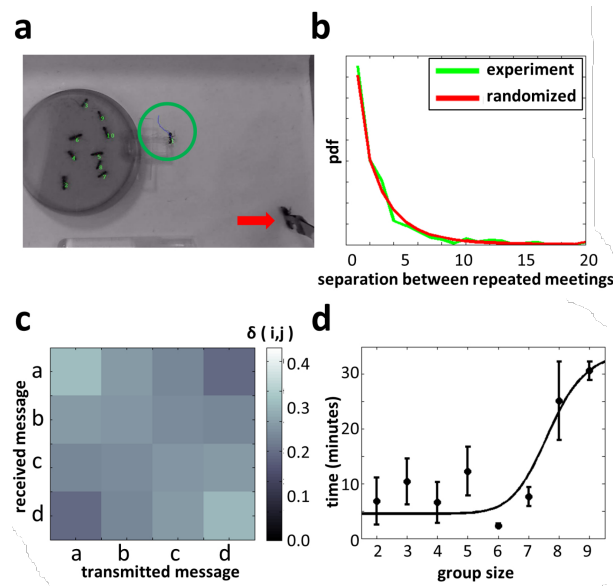 a
b
experiment
randomized
pdf
0
5
10
15
20
separation between repeated meetings
c
δ ( i,j )
received message
a
b
c
d
0.4
0.3
0.2
0.1
0.0
a b c d
transmitted message
d
time (minutes)
30
20
10
0
2 3 4 5 6 7 8 9
group size